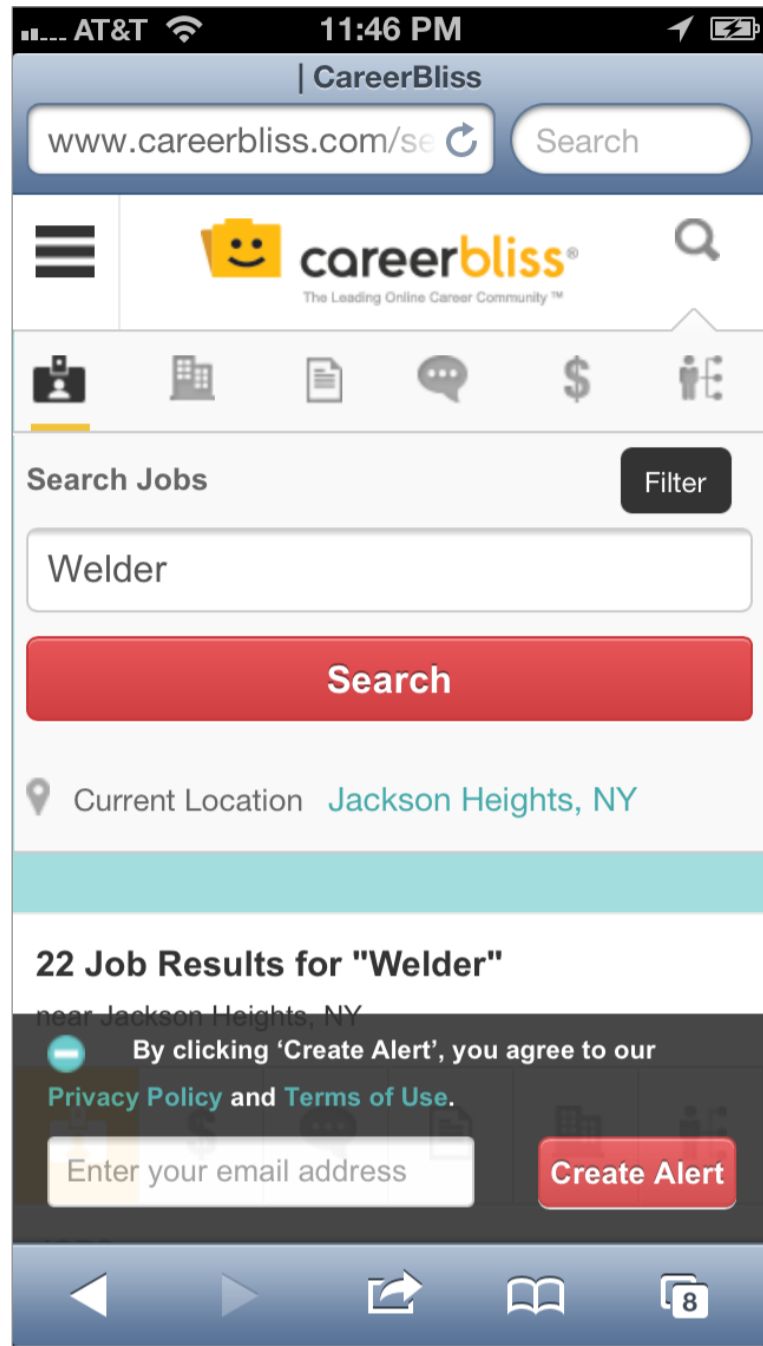 AT&T 11:46 PM
| CareerBliss
www.careerbliss.com/se Search
careerbliss®
The Leading Online Career Community ™
$
Search Jobs Filter
Welder
Search
Current Location Jackson Heights, NY
22 Job Results for "Welder"
near Jackson Heights, NY
By clicking ‘Create Alert’, you agree to our
Privacy Policy and Terms of Use.
Enter your email address Create Alert
8